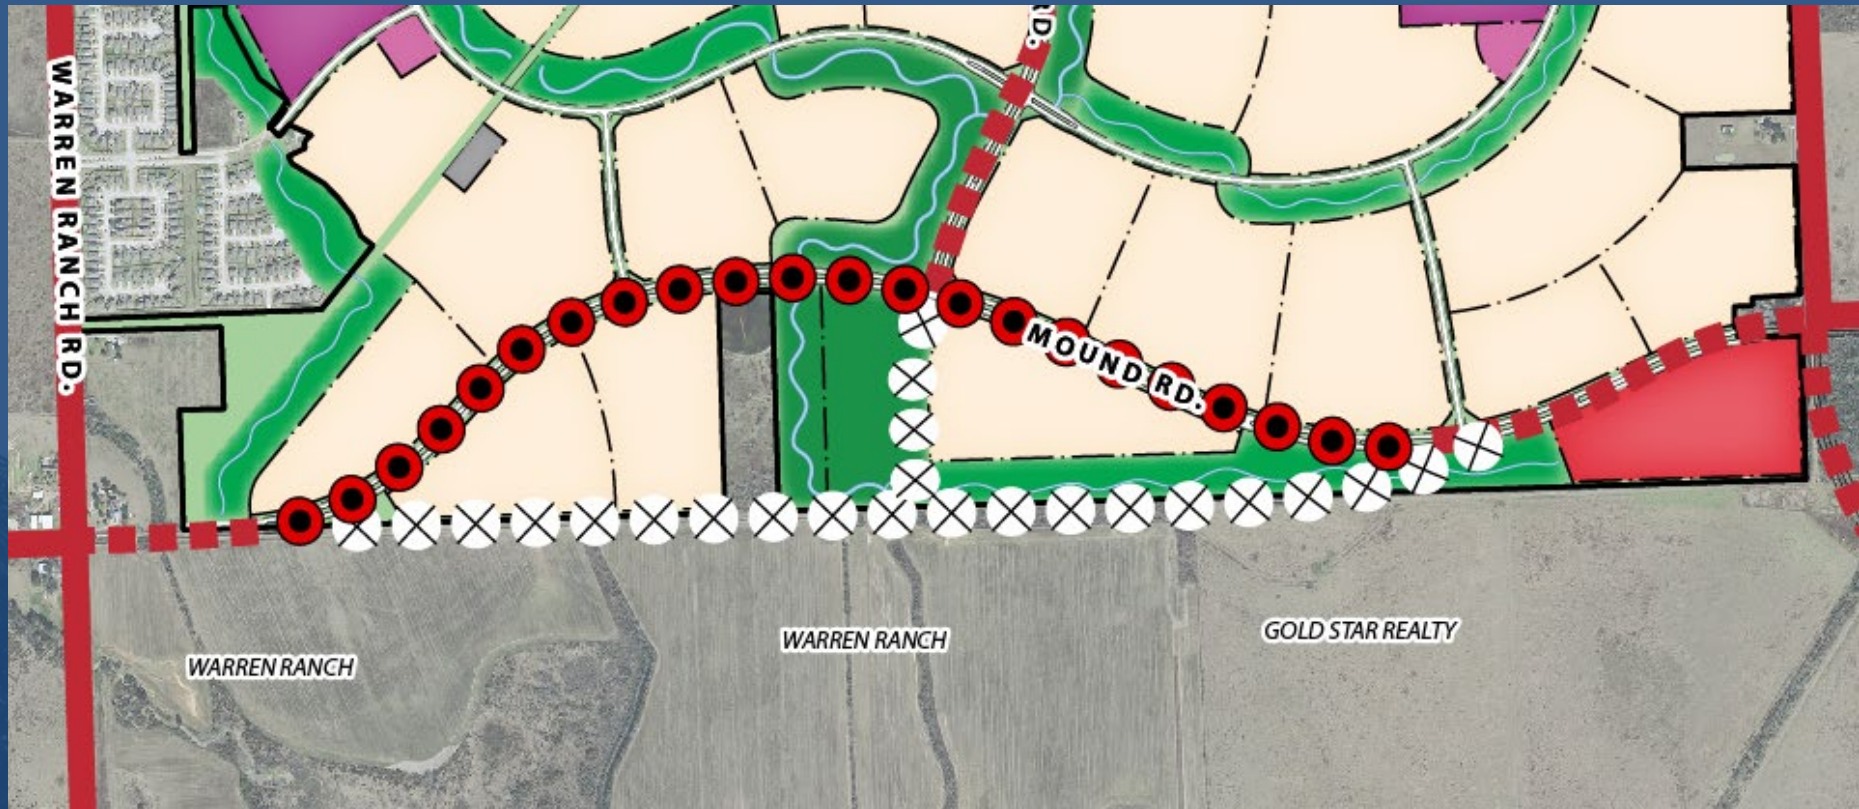 RD.
WARREN RANCH RD.
MOUND RD.
WARREN RANCH
WARREN RANCH
GOLD STAR REALTY